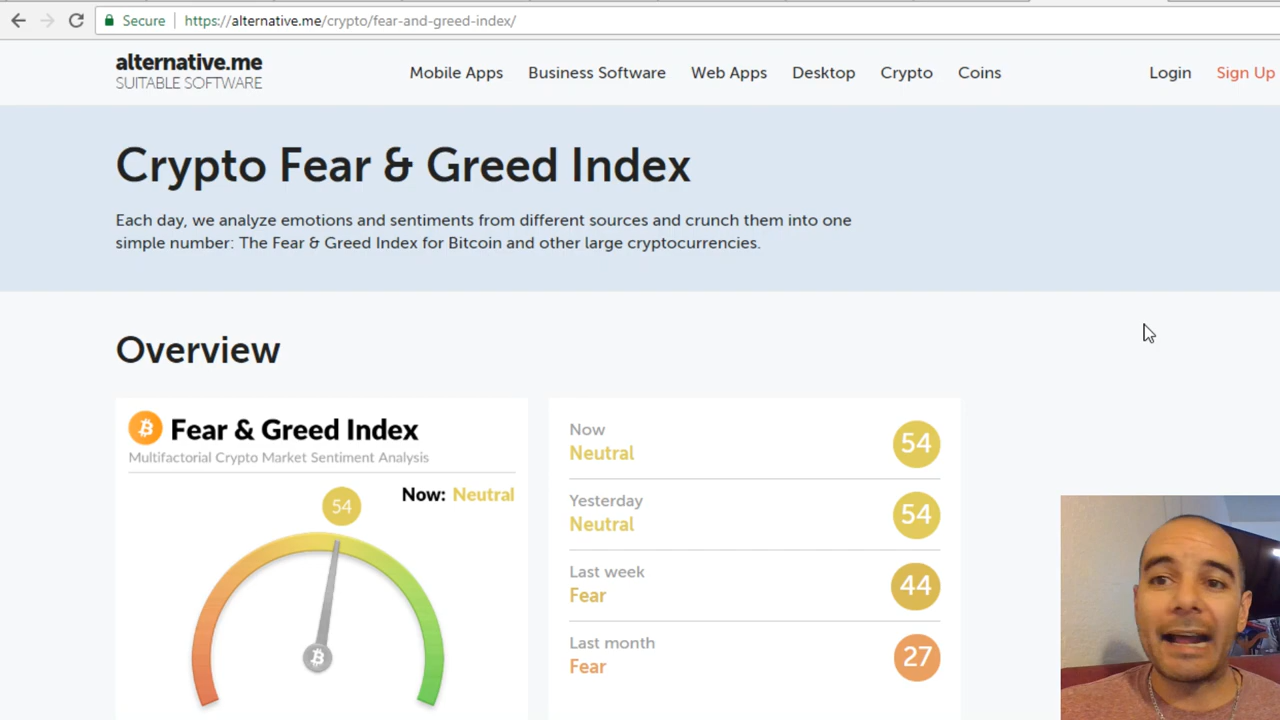 Secure https://alternative.me/crypto/fear-and-greed-index/
alternative.me
SUITABLE SOFTWARE
Mobile Apps Business Software Web Apps Desktop Crypto Coins Login Sign Up
Crypto Fear & Greed Index
Each day, we analyze emotions and sentiments from different sources and crunch them into one
simple number: The Fear & Greed Index for Bitcoin and other large cryptocurrencies.
Overview
Fear & Greed Index
Multifactorial Crypto Market Sentiment Analysis
Now: Neutral
54
Now
Neutral
54
Yesterday
Neutral
54
Last week
Fear
44
Last month
Fear
27